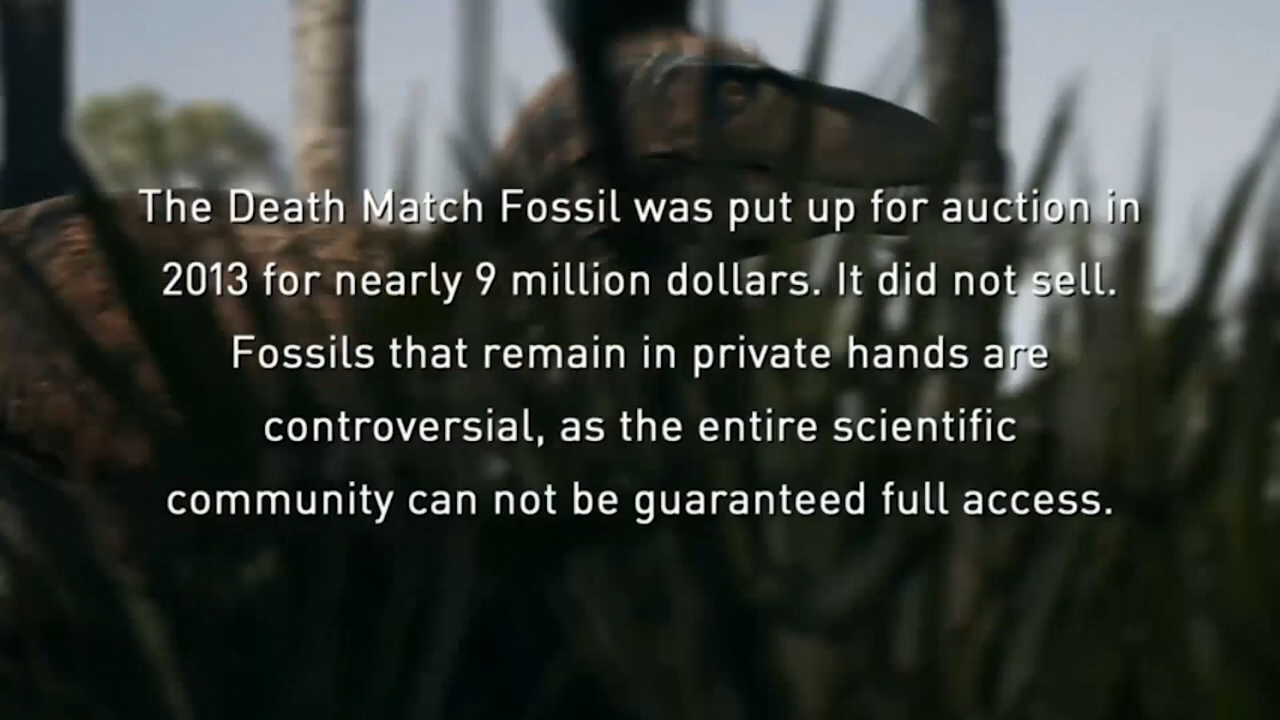 The Death Match Fossil was put up for auction in
2013 for nearly 9 million dollars. It did not sell.
Fossils that remain in private hands are
controversial, as the entire scientific
community can not be guaranteed full access.